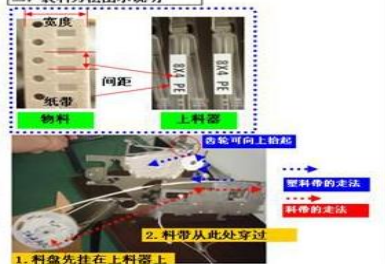 宽度
间距
8X4 PE
8X4 PE
纸带
物料
上料器
齿轮可向上抬起
塑料带的走法
料带的走法
2. 料带从此处穿过
1. 料盘先挂在上料器上